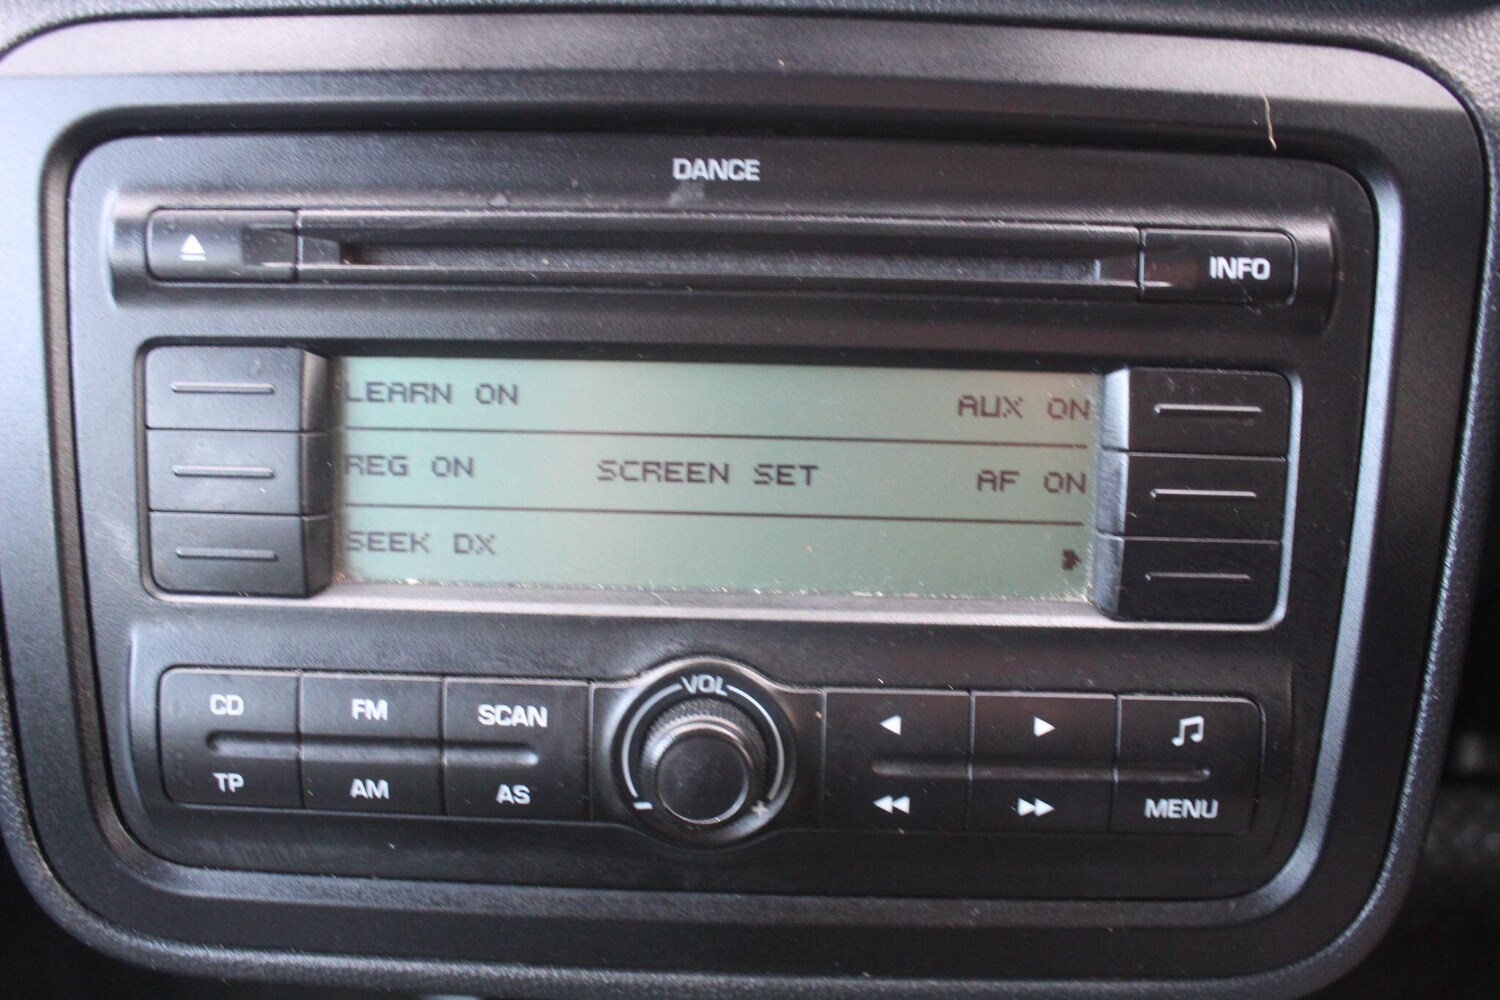 DANCE
INFO
LEARN ON
AUX ON
REG ON
SCREEN SET
AF ON
SEEK DX
VOL
CD
FM
SCAN
TP
AM
AS
MENU